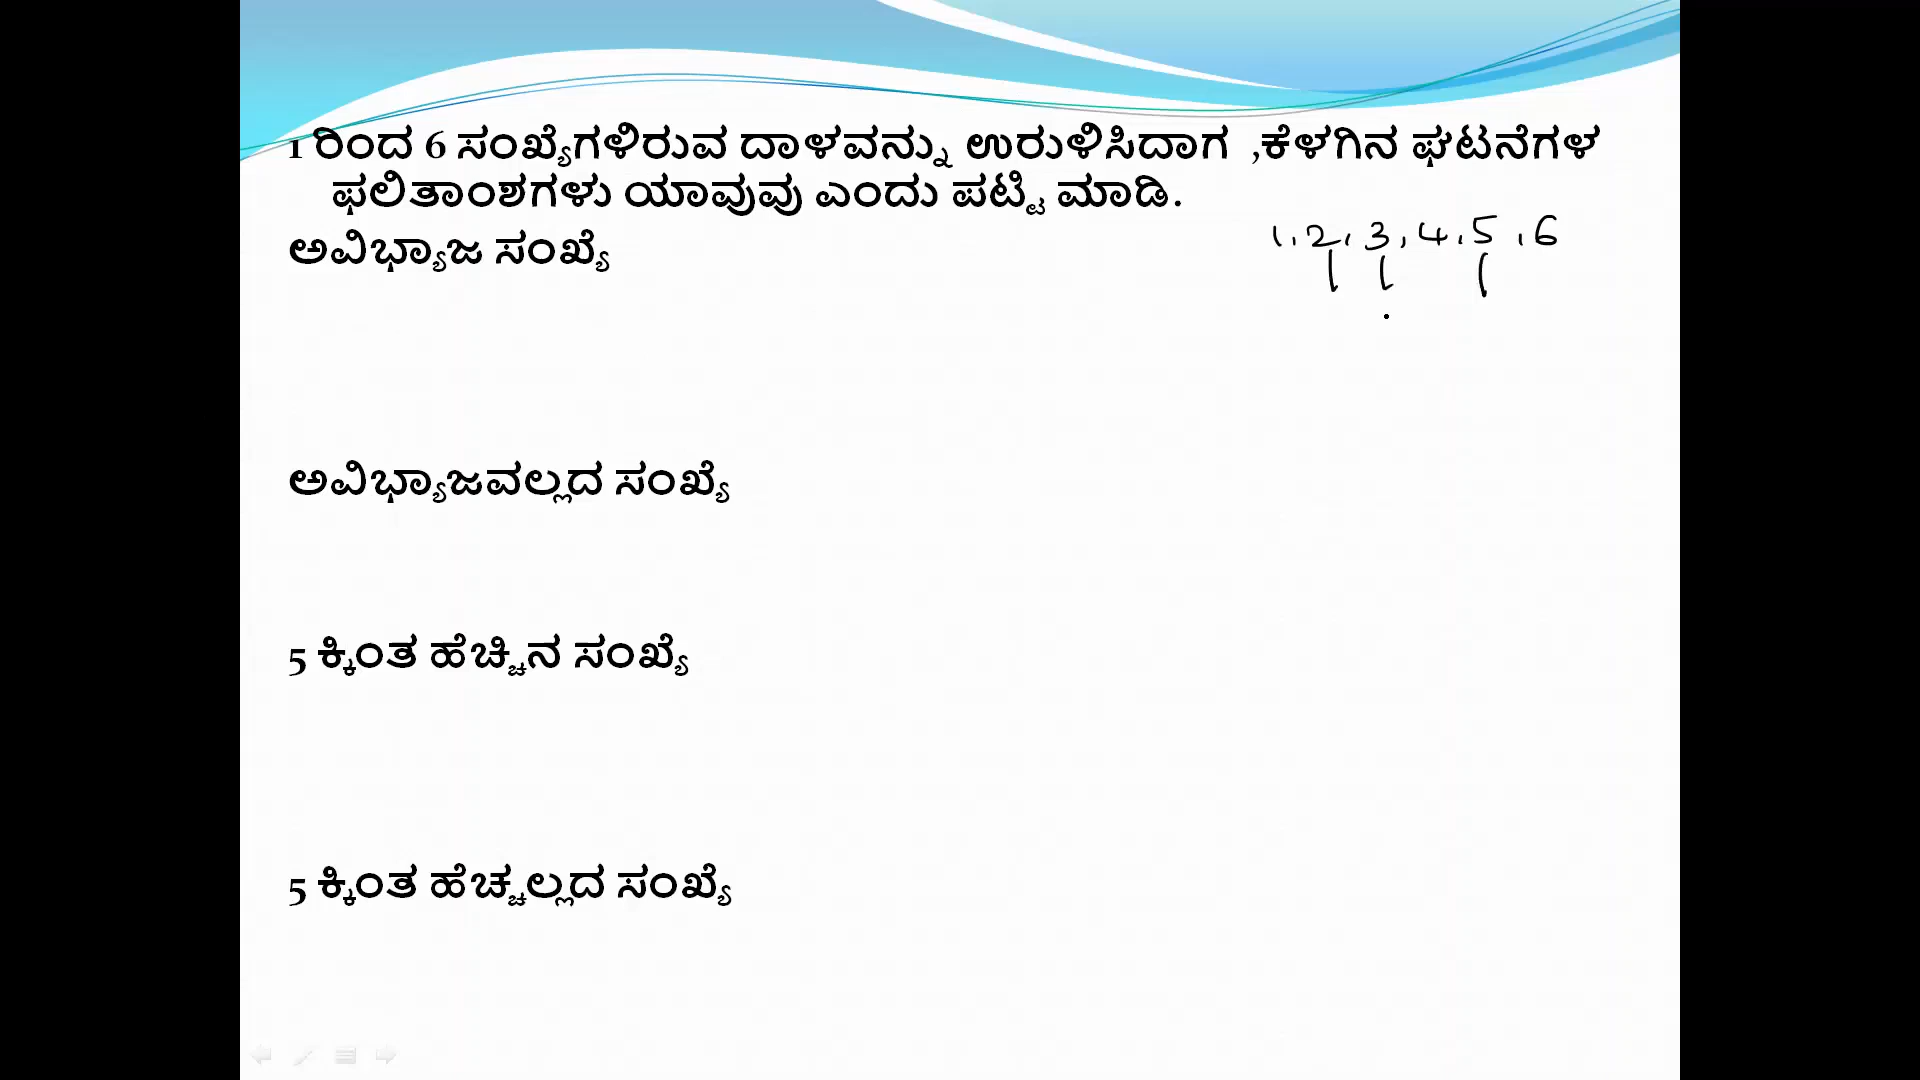 1 ರಿಂದ 6 ಸಂಖ್ಯೆಗಳಿರುವ ದಾಳವನ್ನು ಉರುಳಿಸಿದಾಗ ,ಕೆಳಗಿನ ಘಟನೆಗಳ
ಫಲಿತಾಂಶಗಳು ಯಾವುವು ಎಂದು ಪಟ್ಟಿ ಮಾಡಿ.
1, 2, 3, 4, 5, 6
ಅವಿಭ್ಯಾಜ ಸಂಖ್ಯೆ
ಅವಿಭ್ಯಾಜವಲ್ಲದ ಸಂಖ್ಯೆ
5 ಕ್ಕಿಂತ ಹೆಚ್ಚಿನ ಸಂಖ್ಯೆ
5 ಕ್ಕಿಂತ ಹೆಚ್ಚಲ್ಲದ ಸಂಖ್ಯೆ